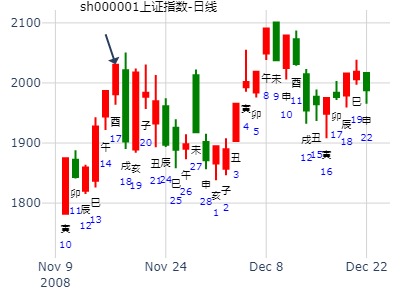 sh000001上证指数-日线
2100
2000
1900
1800
寅
10
卯
11
辰
12
巳
13
午
14
酉
17
戌
18
亥
19
子
20
丑
21
辰
24
巳
25
午
26
未
27
申
28
亥
1
子
2
丑
3
寅
4
卯
5
午
8
未
9
申
10
酉
11
戌
12
丑
15
寅
16
卯
17
辰
18
巳
19
申
22
Nov 9
2008
Nov 24
Dec 8
Dec 22